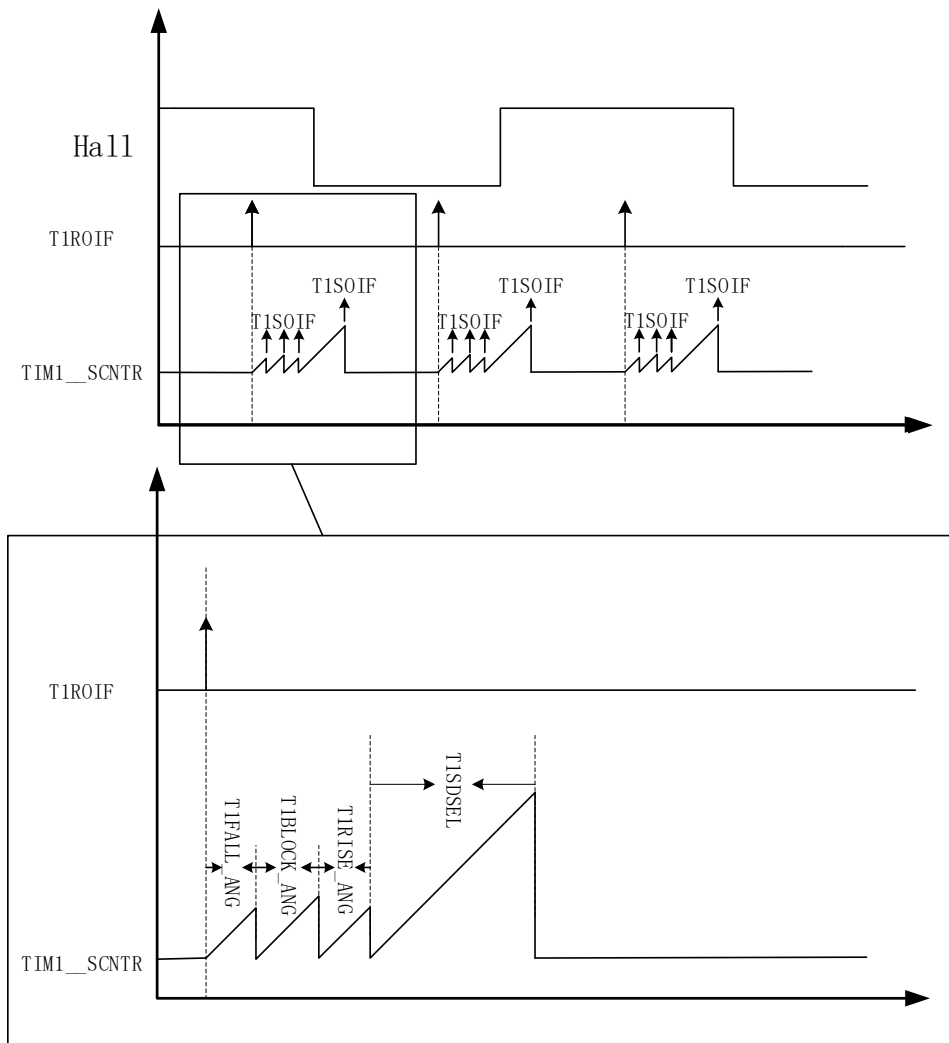 Hall
T1ROIF
T1SOIF T1SOIF T1SOIF
T1SOIF T1SOIF T1SOIF
TIM1__SCNTR
T1ROIF
T1FALL_ANG
T1BLOCK_ANG
T1RISE_ANG
T1SDSEL
TIM1__SCNTR